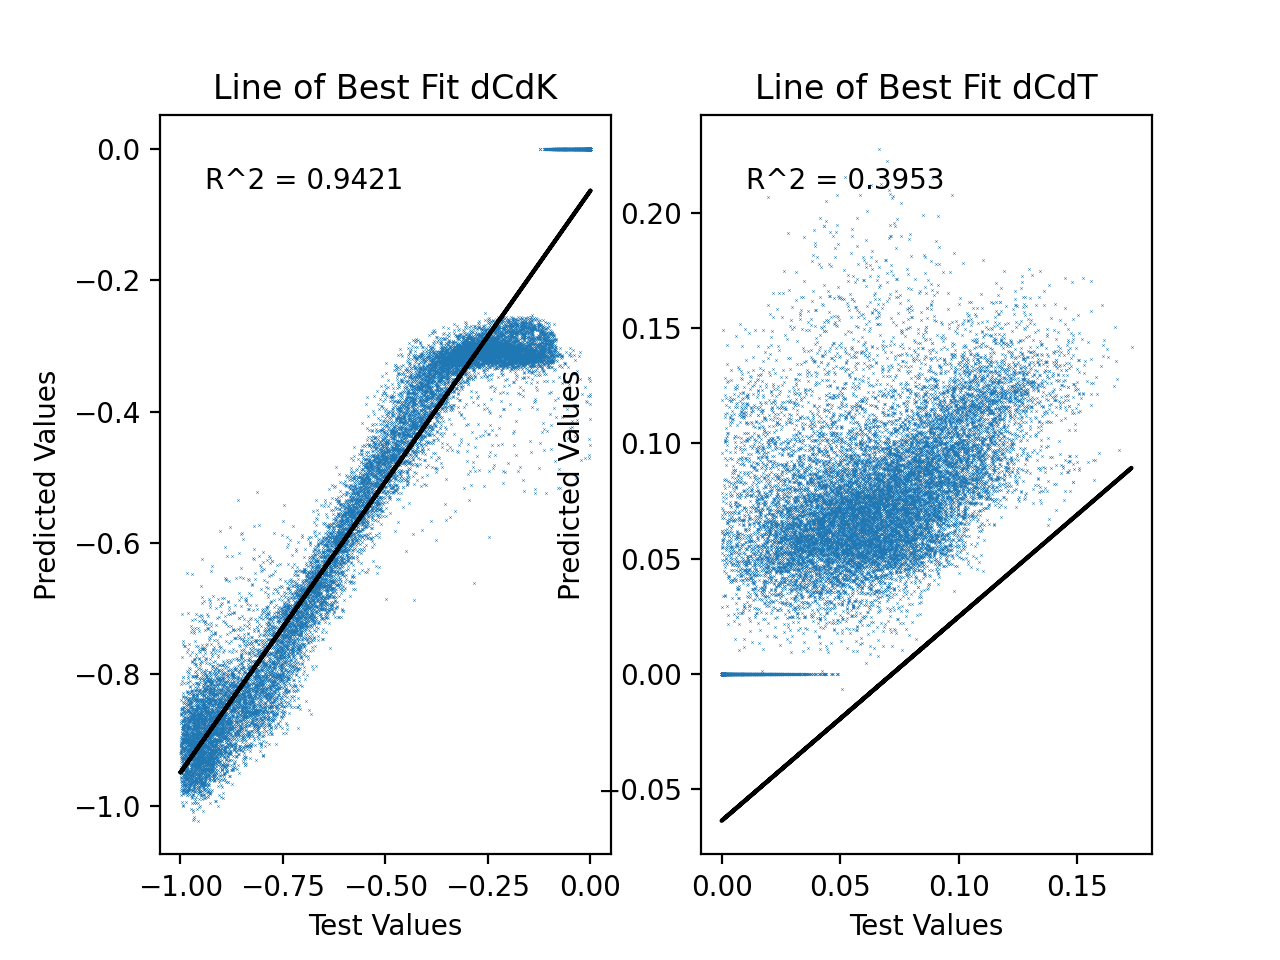 Line of Best Fit dCdK
R^2 = 0.9421
Predicted Values
0.0
−0.2
−0.4
−0.6
−0.8
−1.0
−1.00 −0.75 −0.50 −0.25 0.00
Test Values
Line of Best Fit dCdT
R^2 = 0.3953
Predicted Values
0.20
0.15
0.10
0.05
0.00
−0.05
0.00 0.05 0.10 0.15
Test Values